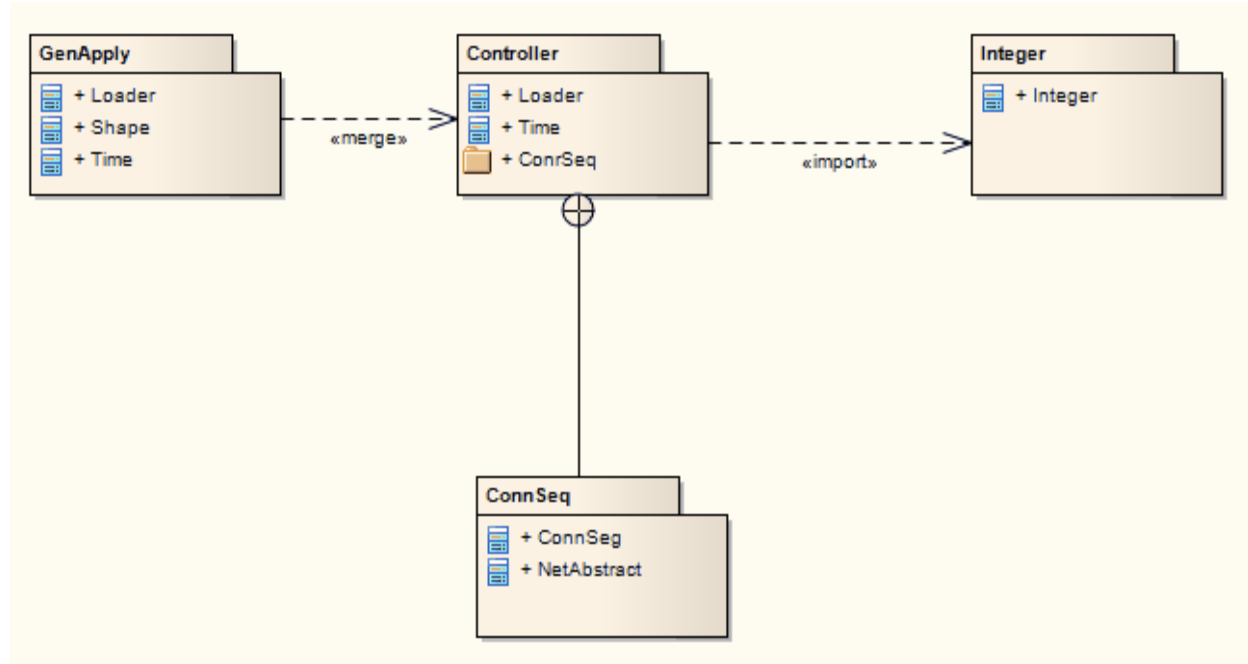 GenApply
+ Loader
+ Shape
+ Time
«merge»
Controller
+ Loader
+ Time
+ ConrSeq
«import»
Integer
+ Integer
ConnSeq
+ ConnSeg
+ NetAbstract